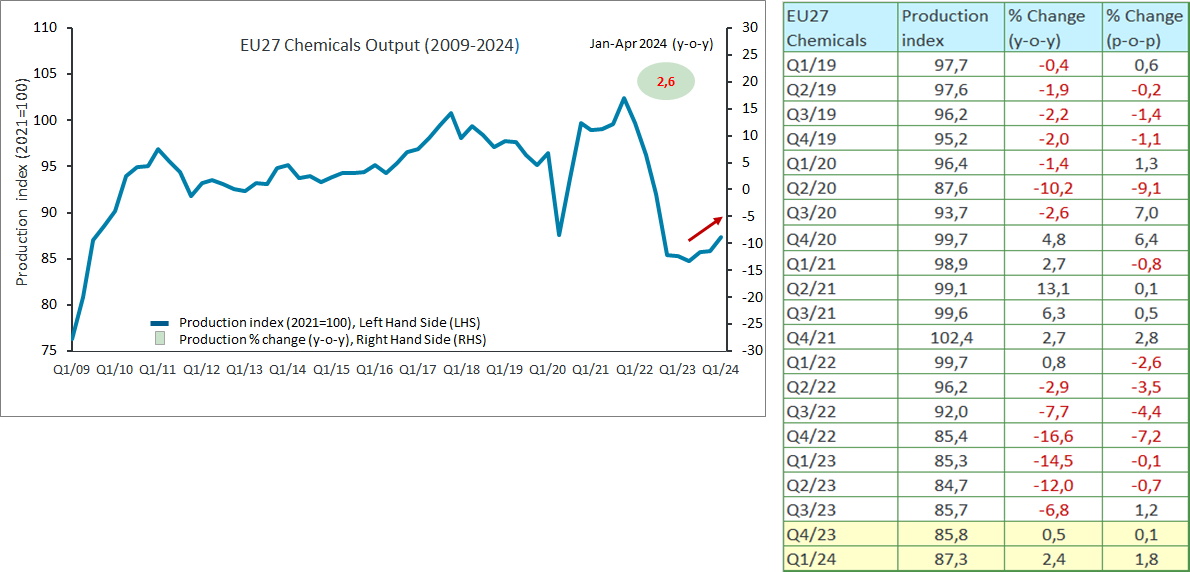 EU27 Chemicals Output (2009-2024)
Jan-Apr 2024 (y-o-y)
2,6
Production index (2021=100)
110
105
100
95
90
85
80
75
30
25
20
15
10
5
0
-5
-10
-15
-20
-25
-30
Production index (2021=100), Left Hand Side (LHS)
Production % change (y-o-y), Right Hand Side (RHS)
Q1/09 Q1/10 Q1/11 Q1/12 Q1/13 Q1/14 Q1/15 Q1/16 Q1/17 Q1/18 Q1/19 Q1/20 Q1/21 Q1/22 Q1/23 Q1/24
EU27 Production % Change % Change
Chemicals index (y-o-y) (p-o-p)
Q1/19 97,7 -0,4 0,6
Q2/19 97,6 -1,9 -0,2
Q3/19 96,2 -2,2 -1,4
Q4/19 95,2 -2,0 -1,1
Q1/20 96,4 -1,4 1,3
Q2/20 87,6 -10,2 -9,1
Q3/20 93,7 -2,6 7,0
Q4/20 99,7 4,8 6,4
Q1/21 98,9 2,7 -0,8
Q2/21 99,1 13,1 0,1
Q3/21 99,6 6,3 0,5
Q4/21 102,4 2,7 2,8
Q1/22 99,7 0,8 -2,6
Q2/22 96,2 -2,9 -3,5
Q3/22 92,0 -7,7 -4,4
Q4/22 85,4 -16,6 -7,2
Q1/23 85,3 -14,5 -0,1
Q2/23 84,7 -12,0 -0,7
Q3/23 85,7 -6,8 1,2
Q4/23 85,8 0,5 0,1
Q1/24 87,3 2,4 1,8